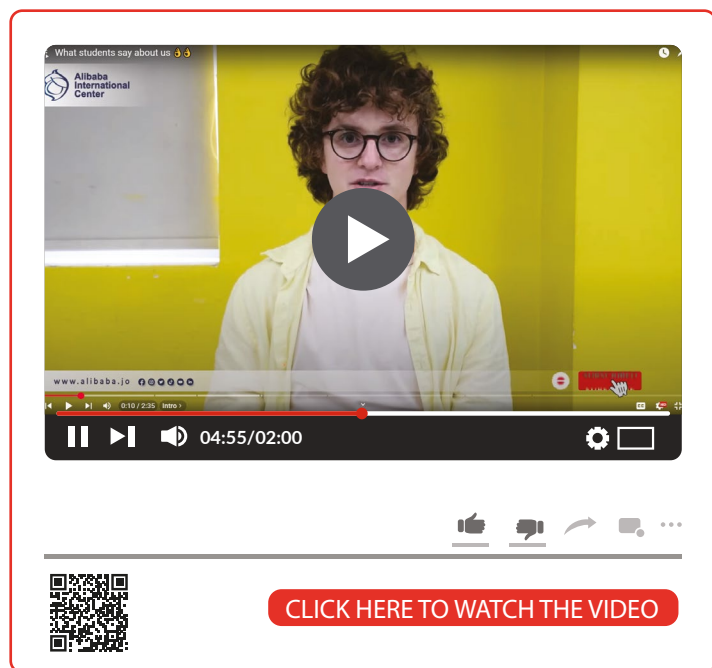 What students say about us 👌👌
Alibaba
International
Center
www.alibaba.jo
0:10 / 2:35 Intro ›
CC
04:55/02:00
CLICK HERE TO WATCH THE VIDEO